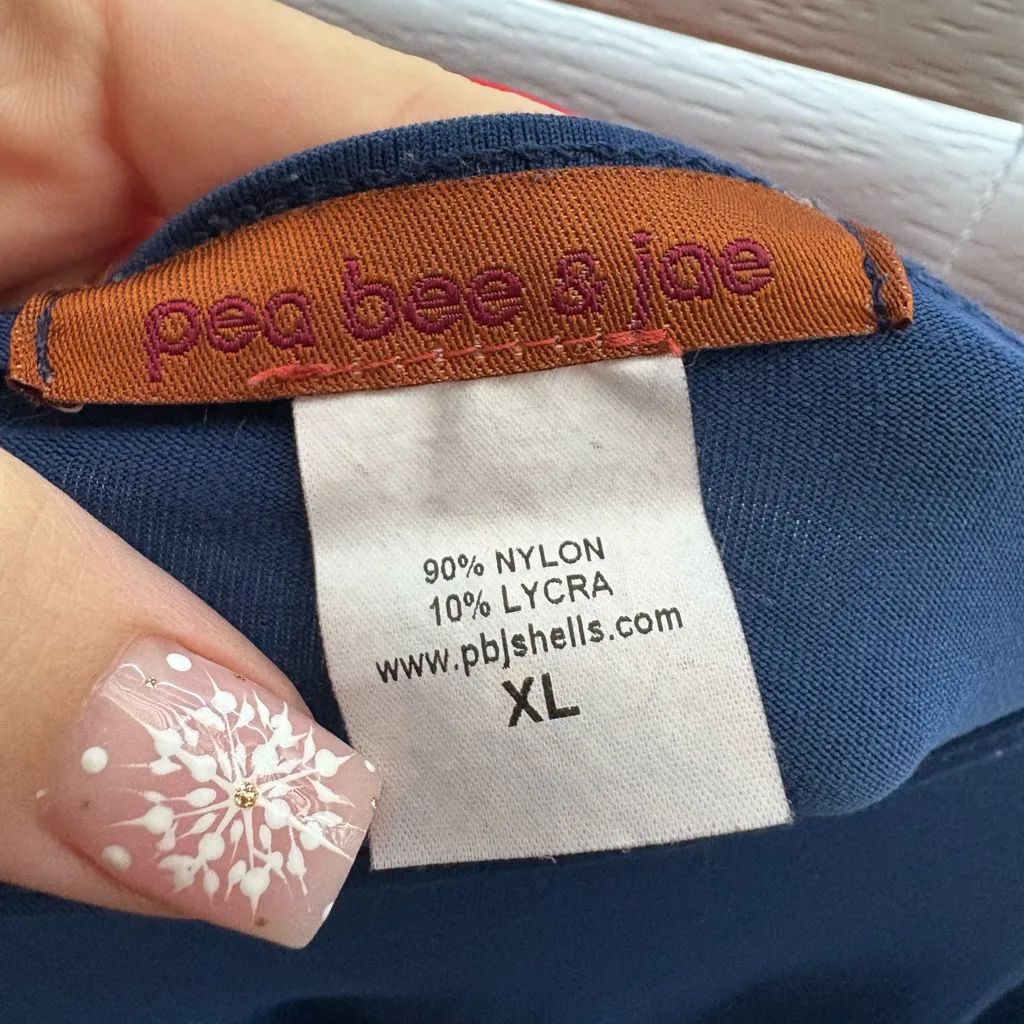 pea bee & jae
90% NYLON
10% LYCRA
www.pbjshells.com
XL